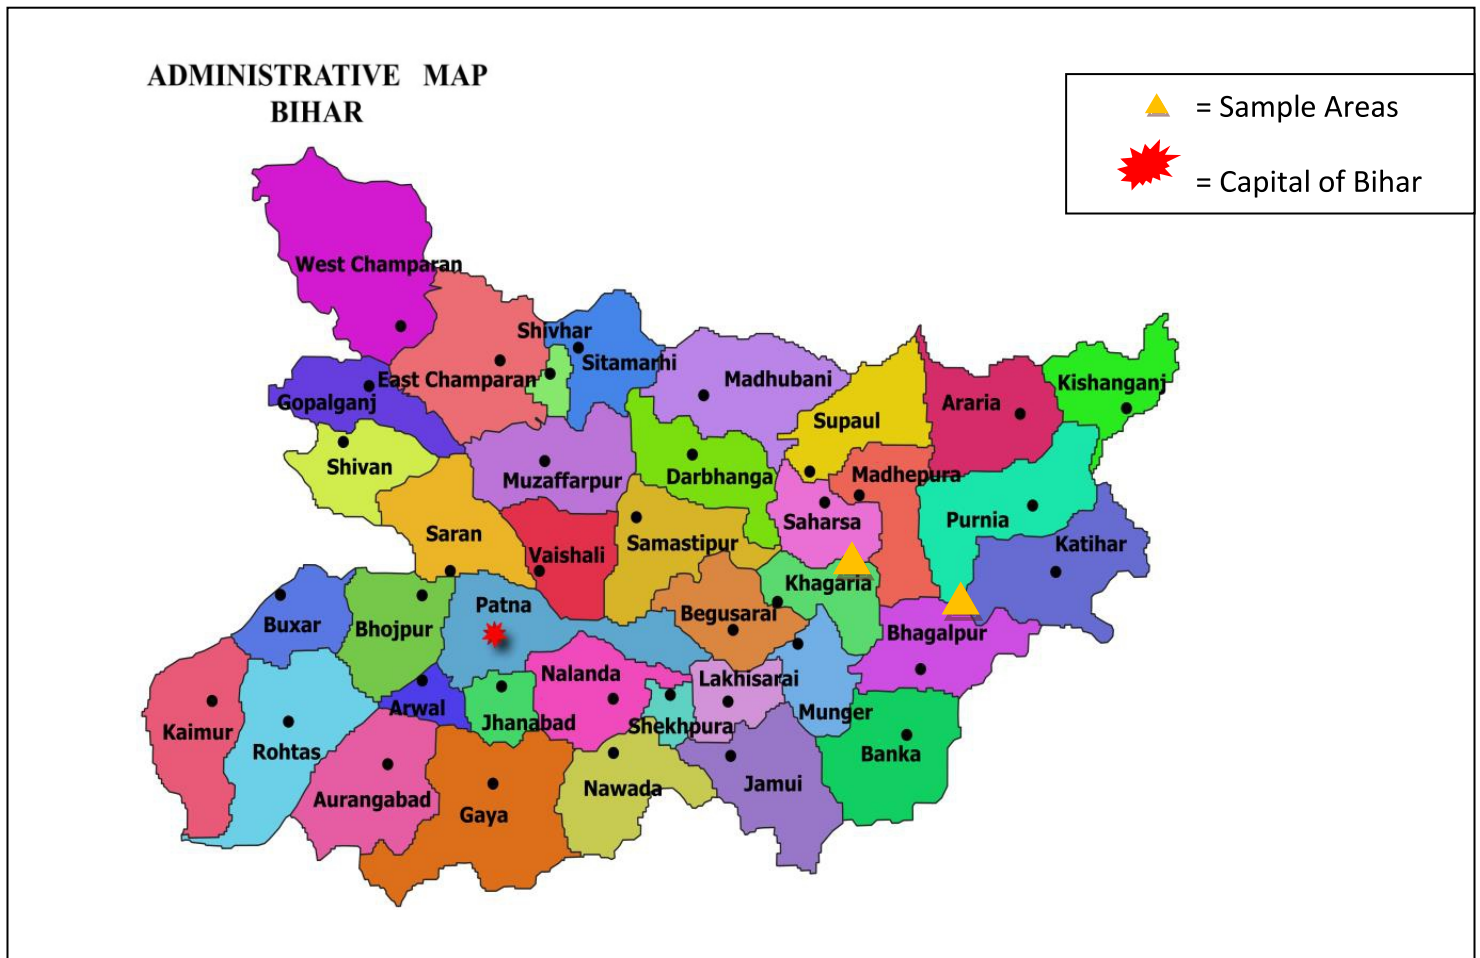 ADMINISTRATIVE MAP
BIHAR
= Sample Areas
= Capital of Bihar
West Champaran
Shivhar
Sitamarhi
East Champaran
Gopalganj
Madhubani
Kishanganj
Araria
Supaul
Shivan
Muzaffarpur
Darbhanga
Madhepura
Saharsa
Purnia
Katihar
Saran
Vaishali
Samastipur
Khagaria
Patna
Begusarai
Buxar
Bhojpur
Bhagalpur
Nalanda
Lakhisarai
Arwal
Jhanabad
Shekhpura
Munger
Kaimur
Rohtas
Banka
Aurangabad
Gaya
Nawada
Jamui